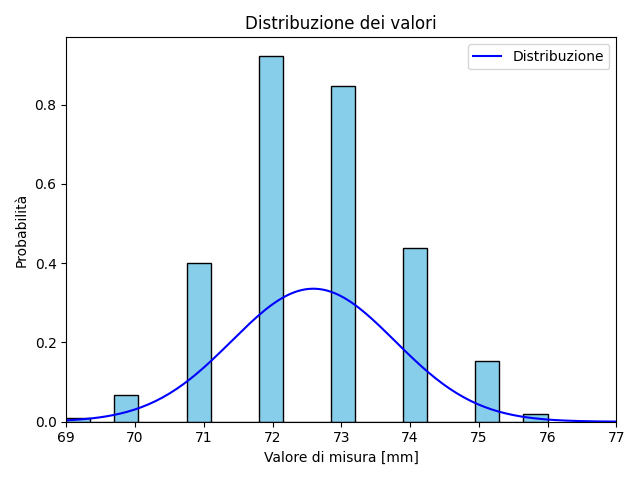 Distribuzione dei valori
Distribuzione
Probabilità
0.8
0.6
0.4
0.2
0.0
69 70 71 72 73 74 75 76 77
Valore di misura [mm]